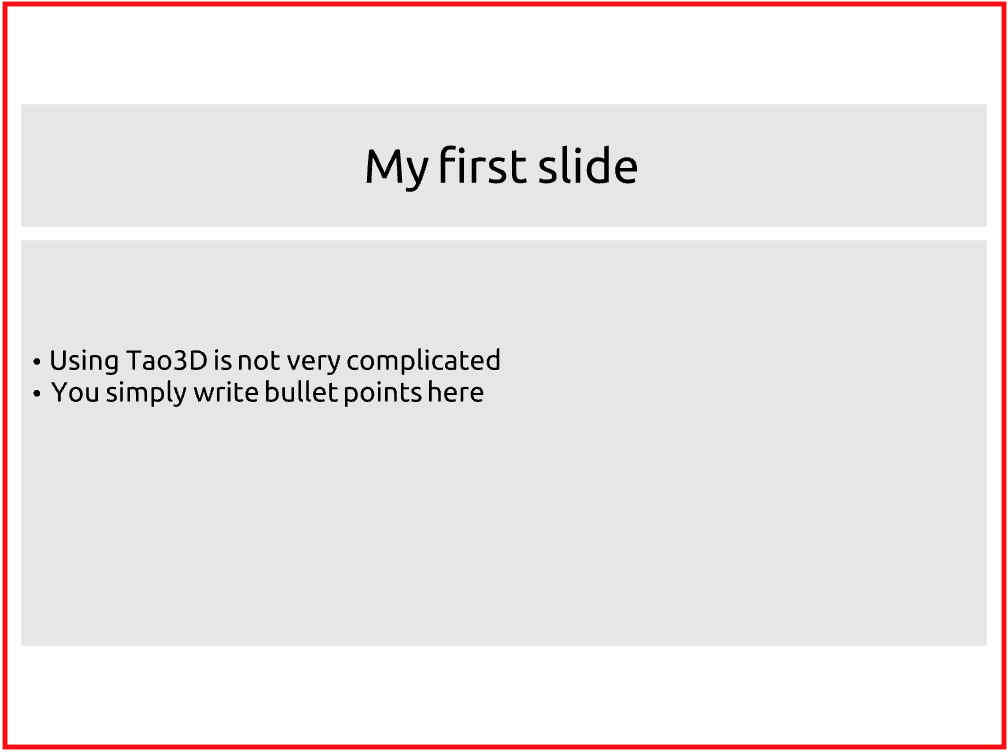 My first slide
• Using Tao3D is not very complicated
• You simply write bullet points here